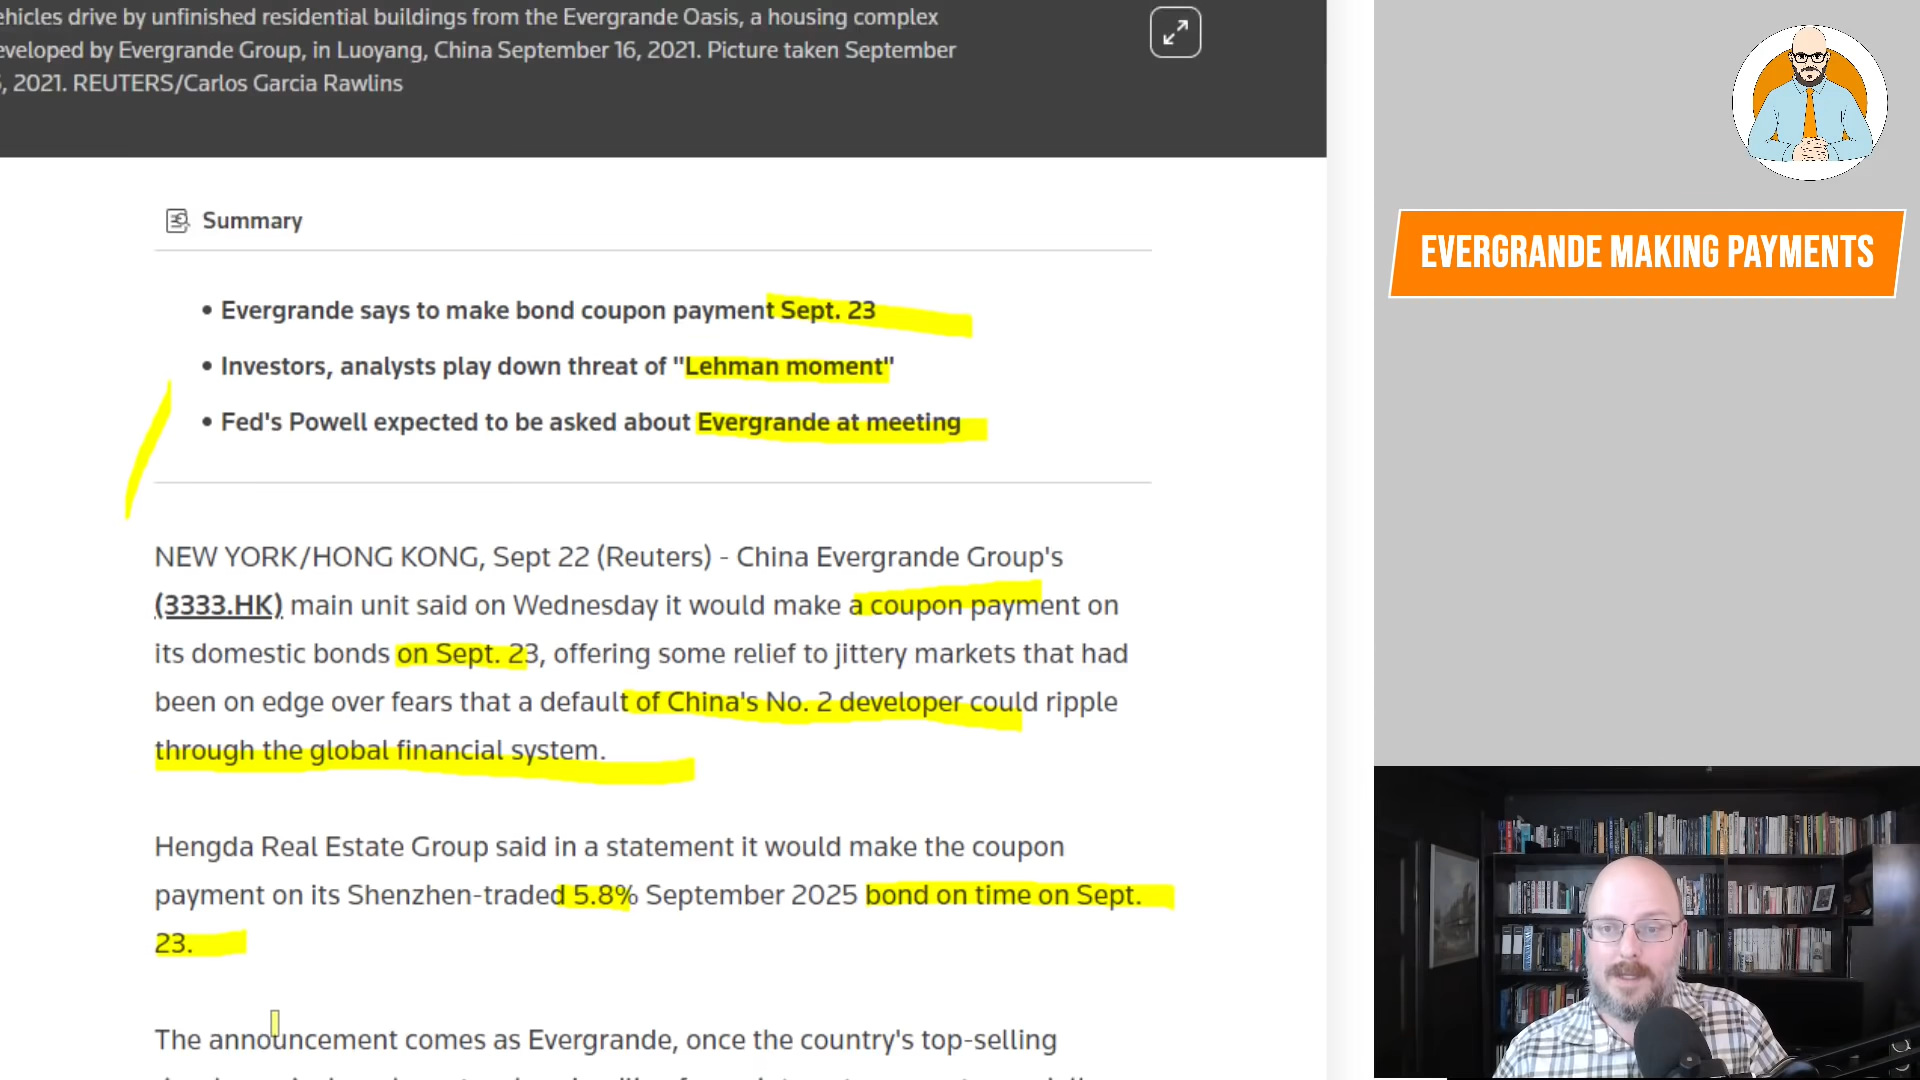 ehicles drive by unfinished residential buildings from the Evergrande Oasis, a housing complex
eveloped by Evergrande Group, in Luoyang, China September 16, 2021. Picture taken September
, 2021. REUTERS/Carlos Garcia Rawlins
EVERGRANDE MAKING PAYMENTS
Summary
• Evergrande says to make bond coupon payment Sept. 23
• Investors, analysts play down threat of "Lehman moment"
• Fed's Powell expected to be asked about Evergrande at meeting
NEW YORK/HONG KONG, Sept 22 (Reuters) - China Evergrande Group's
(3333.HK) main unit said on Wednesday it would make a coupon payment on
its domestic bonds on Sept. 23, offering some relief to jittery markets that had
been on edge over fears that a default of China's No. 2 developer could ripple
through the global financial system.
Hengda Real Estate Group said in a statement it would make the coupon
payment on its Shenzhen-traded 5.8% September 2025 bond on time on Sept.
23.
The announcement comes as Evergrande, once the country's top-selling